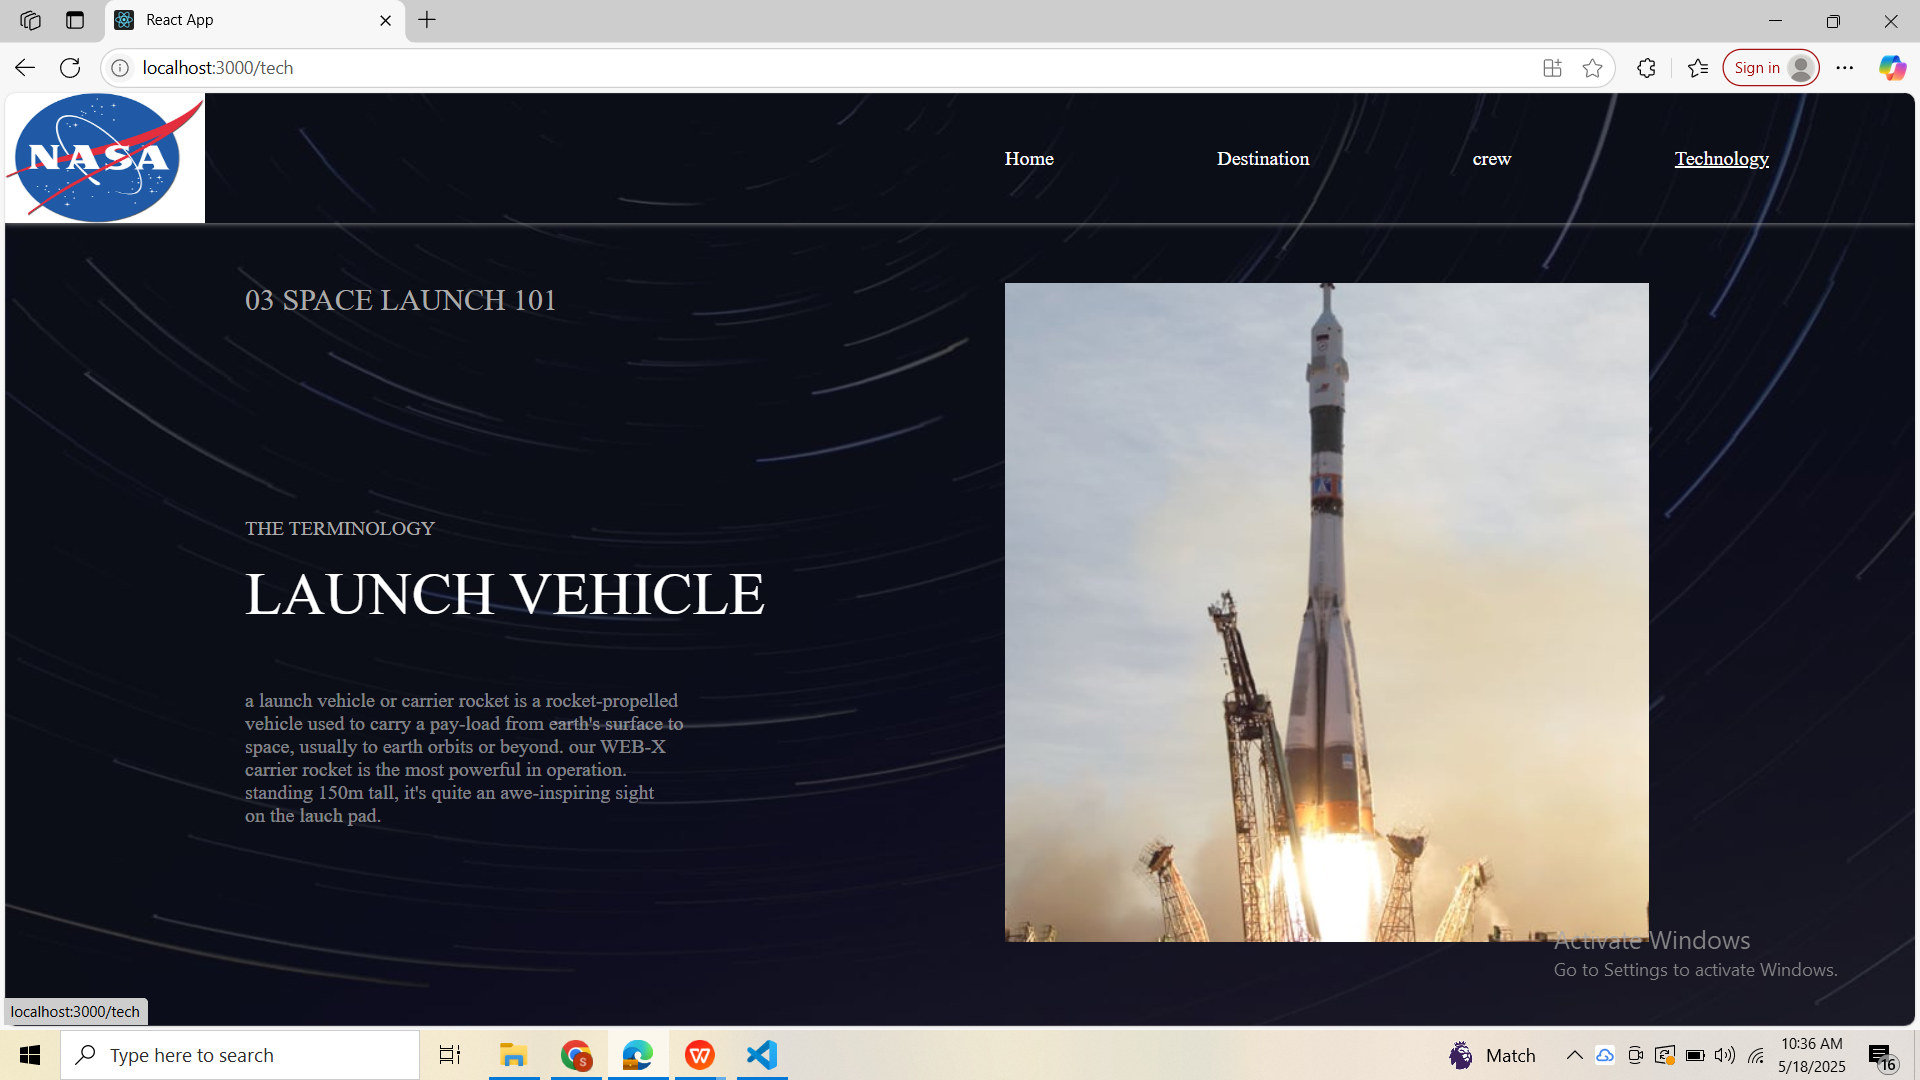 React App
localhost:3000/tech
Sign in
NASA
Home
Destination
crew
Technology
03 SPACE LAUNCH 101
THE TERMINOLOGY
LAUNCH VEHICLE
a launch vehicle or carrier rocket is a rocket-propelled
vehicle used to carry a pay-load from earth's surface to
space, usually to earth orbits or beyond. our WEB-X
carrier rocket is the most powerful in operation.
standing 150m tall, it's quite an awe-inspiring sight
on the lauch pad.
Activate Windows
Go to Settings to activate Windows.
localhost:3000/tech
Type here to search
S
W
Match
10:36 AM
5/18/2025
16